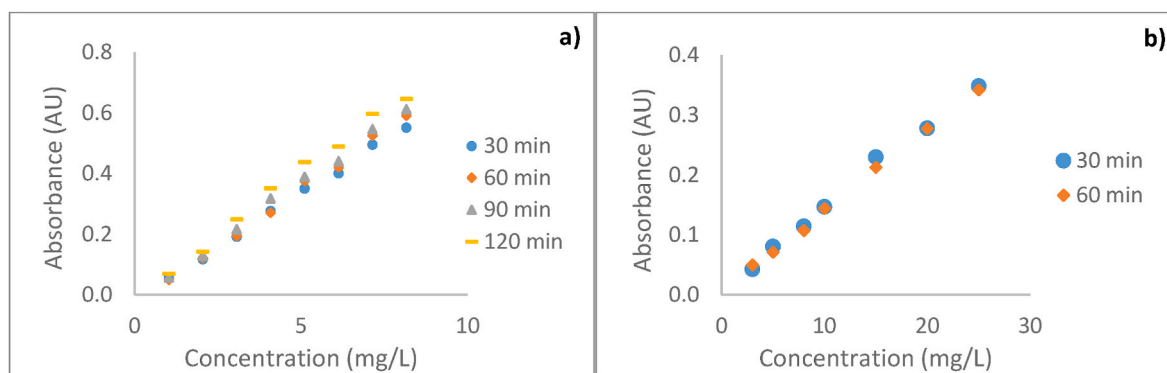 a)
Absorbance (AU)
0.8
0.6
0.4
0.2
0.0
0 5 10
Concentration (mg/L)
30 min
60 min
90 min
120 min
b)
Absorbance (AU)
0.4
0.3
0.2
0.1
0.0
0 10 20 30
Concentration (mg/L)
30 min
60 min